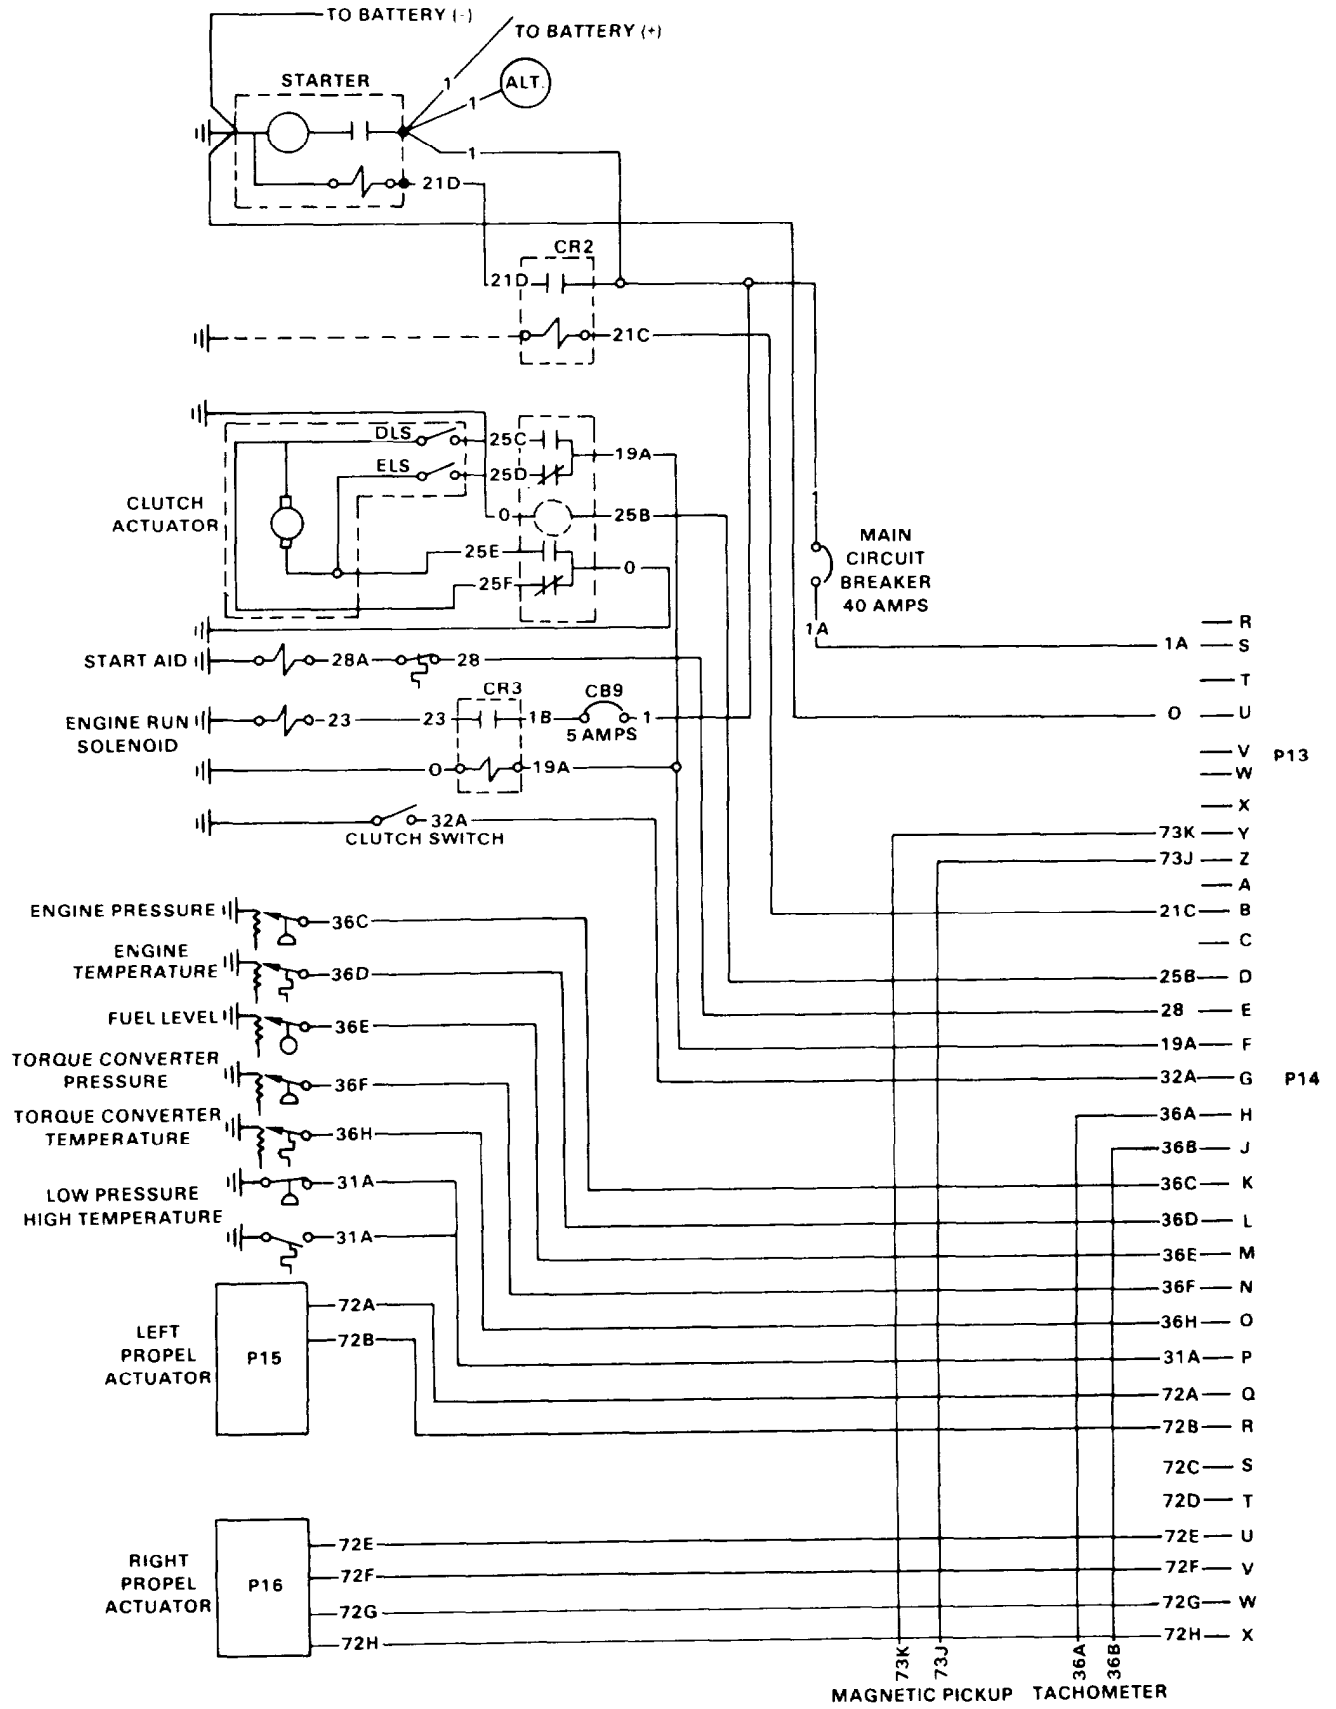 TO BATTERY (-)
TO BATTERY (+)
STARTER
ALT.
1
1
1
21D
CR2
21D
21C
DLS
25C
19A
ELS
25D
CLUTCH
ACTUATOR
0
25B
1
25E
0
25F
MAIN
CIRCUIT
BREAKER
40 AMPS
1A
R
1A S
START AID
28A
28
T
CR3
CB9
ENGINE RUN
SOLENOID
23
23
1B
1
5 AMPS
O U
V
P13
W
0
19A
X
32A
CLUTCH SWITCH
73K Y
73J Z
A
ENGINE PRESSURE
36C
21C B
C
ENGINE
TEMPERATURE
36D
25B D
FUEL LEVEL
36E
28 E
19A F
TORQUE CONVERTER
PRESSURE
36F
32A G
P14
TORQUE CONVERTER
TEMPERATURE
36H
36A H
36B J
LOW PRESSURE
HIGH TEMPERATURE
31A
31A
36C K
36D L
36E M
36F N
36H O
31A P
72A Q
72B R
LEFT
PROPEL
ACTUATOR
P15
72A
72B
72C S
72D T
72E U
72F V
72G W
72H X
RIGHT
PROPEL
ACTUATOR
P16
72E
72F
72G
72H
73K
73J
36A
36B
MAGNETIC PICKUP
TACHOMETER